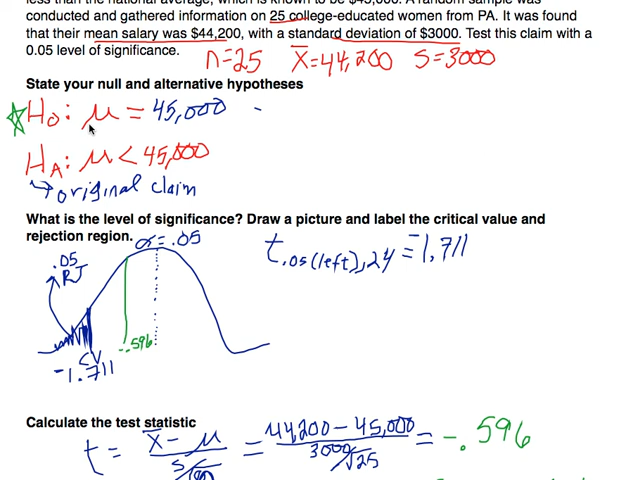 less than the national average, which is known to be $45,000. A random sample was
conducted and gathered information on 25 college-educated women from PA. It was found
that their mean salary was $44,200, with a standard deviation of $3000. Test this claim with a
0.05 level of significance.
n=25 x̄=44,200 s=3000
State your null and alternative hypotheses
H₀: μ = 45,000 -
Hₐ: μ < 45,000
↳ original claim
What is the level of significance? Draw a picture and label the critical value and
rejection region. α = .05
.05
RJ
t.05(left),24 = -1.711
-.596
CV
-1.711
Calculate the test statistic
t = x̄ - μ / s/√n = 44,200 - 45,000 / 3000/√25 = -.596